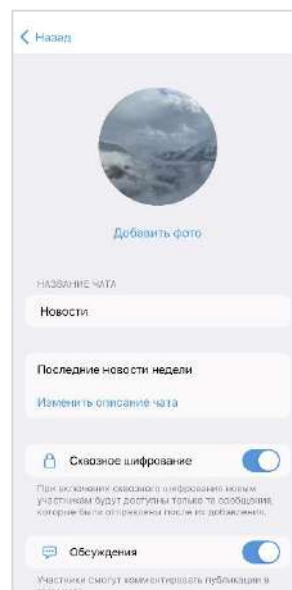 Назад
Добавить фото
НАЗВАНИЕ ЧАТА
Новости
Последние новости недели
Изменить описание чата
Сквозное шифрование
При включении сквозного шифрования новым
участникам будут доступны только те сообщения,
которые были отправлены после их добавления.
Обсуждения
Участники смогут комментировать публикации в